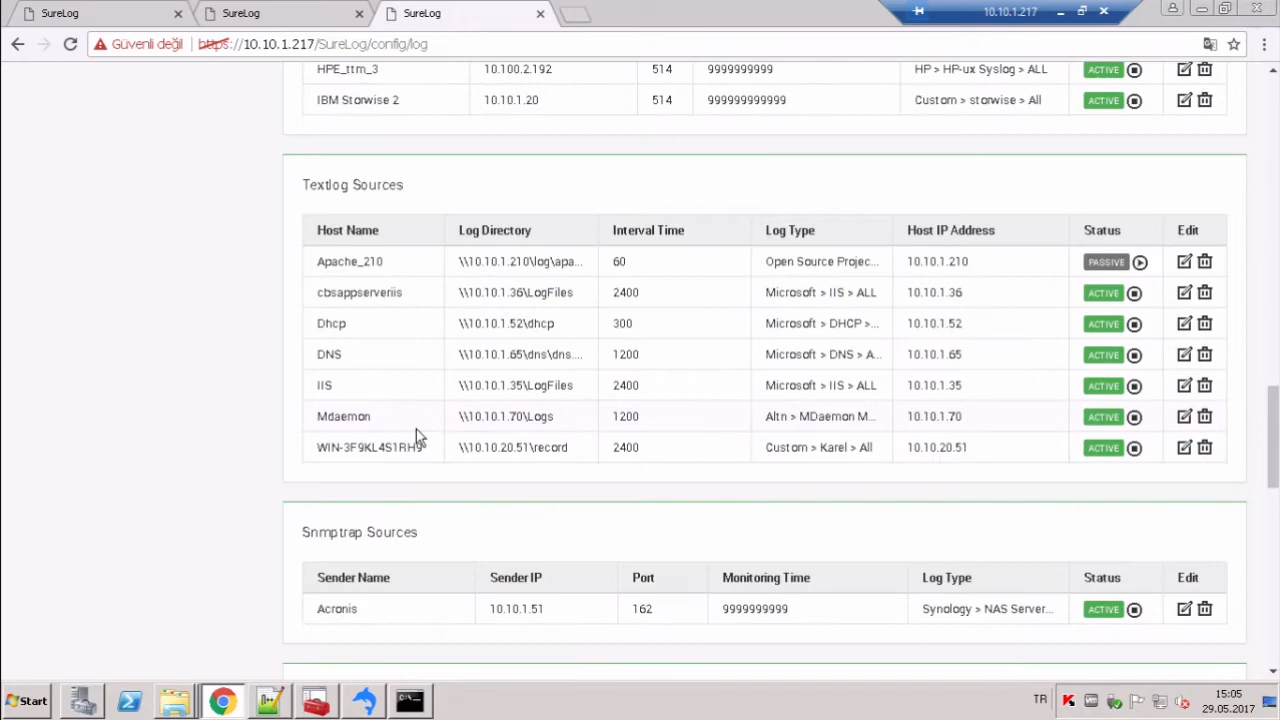 SureLog
SureLog
SureLog
10.10.1.217
Güvenli değil https://10.10.1.217/SureLog/config/log
HPE_ttm_3 10.100.2.192 514 9999999999 HP > HP-ux Syslog > ALL ACTIVE
IBM Storwise 2 10.10.1.20 514 999999999999 Custom > storwise > All ACTIVE
Textlog Sources
Host Name Log Directory Interval Time Log Type Host IP Address Status Edit
Apache_210 \\10.10.1.210\log\apa... 60 Open Source Projec... 10.10.1.210 PASSIVE
cbsappserveriis \\10.10.1.36\LogFiles 2400 Microsoft > IIS > ALL 10.10.1.36 ACTIVE
Dhcp \\10.10.1.52\dhcp 300 Microsoft > DHCP >... 10.10.1.52 ACTIVE
DNS \\10.10.1.65\dns\dns.... 1200 Microsoft > DNS > A... 10.10.1.65 ACTIVE
IIS \\10.10.1.35\LogFiles 2400 Microsoft > IIS > ALL 10.10.1.35 ACTIVE
Mdaemon \\10.10.1.70\Logs 1200 Altn > MDaemon M... 10.10.1.70 ACTIVE
WIN-3F9KL4S1RH9 \\10.10.20.51\record 2400 Custom > Karel > All 10.10.20.51 ACTIVE
Snmptrap Sources
Sender Name Sender IP Port Monitoring Time Log Type Status Edit
Acronis 10.10.1.51 162 9999999999 Synology > NAS Server... ACTIVE
Start TR 15:05
29.05.2017